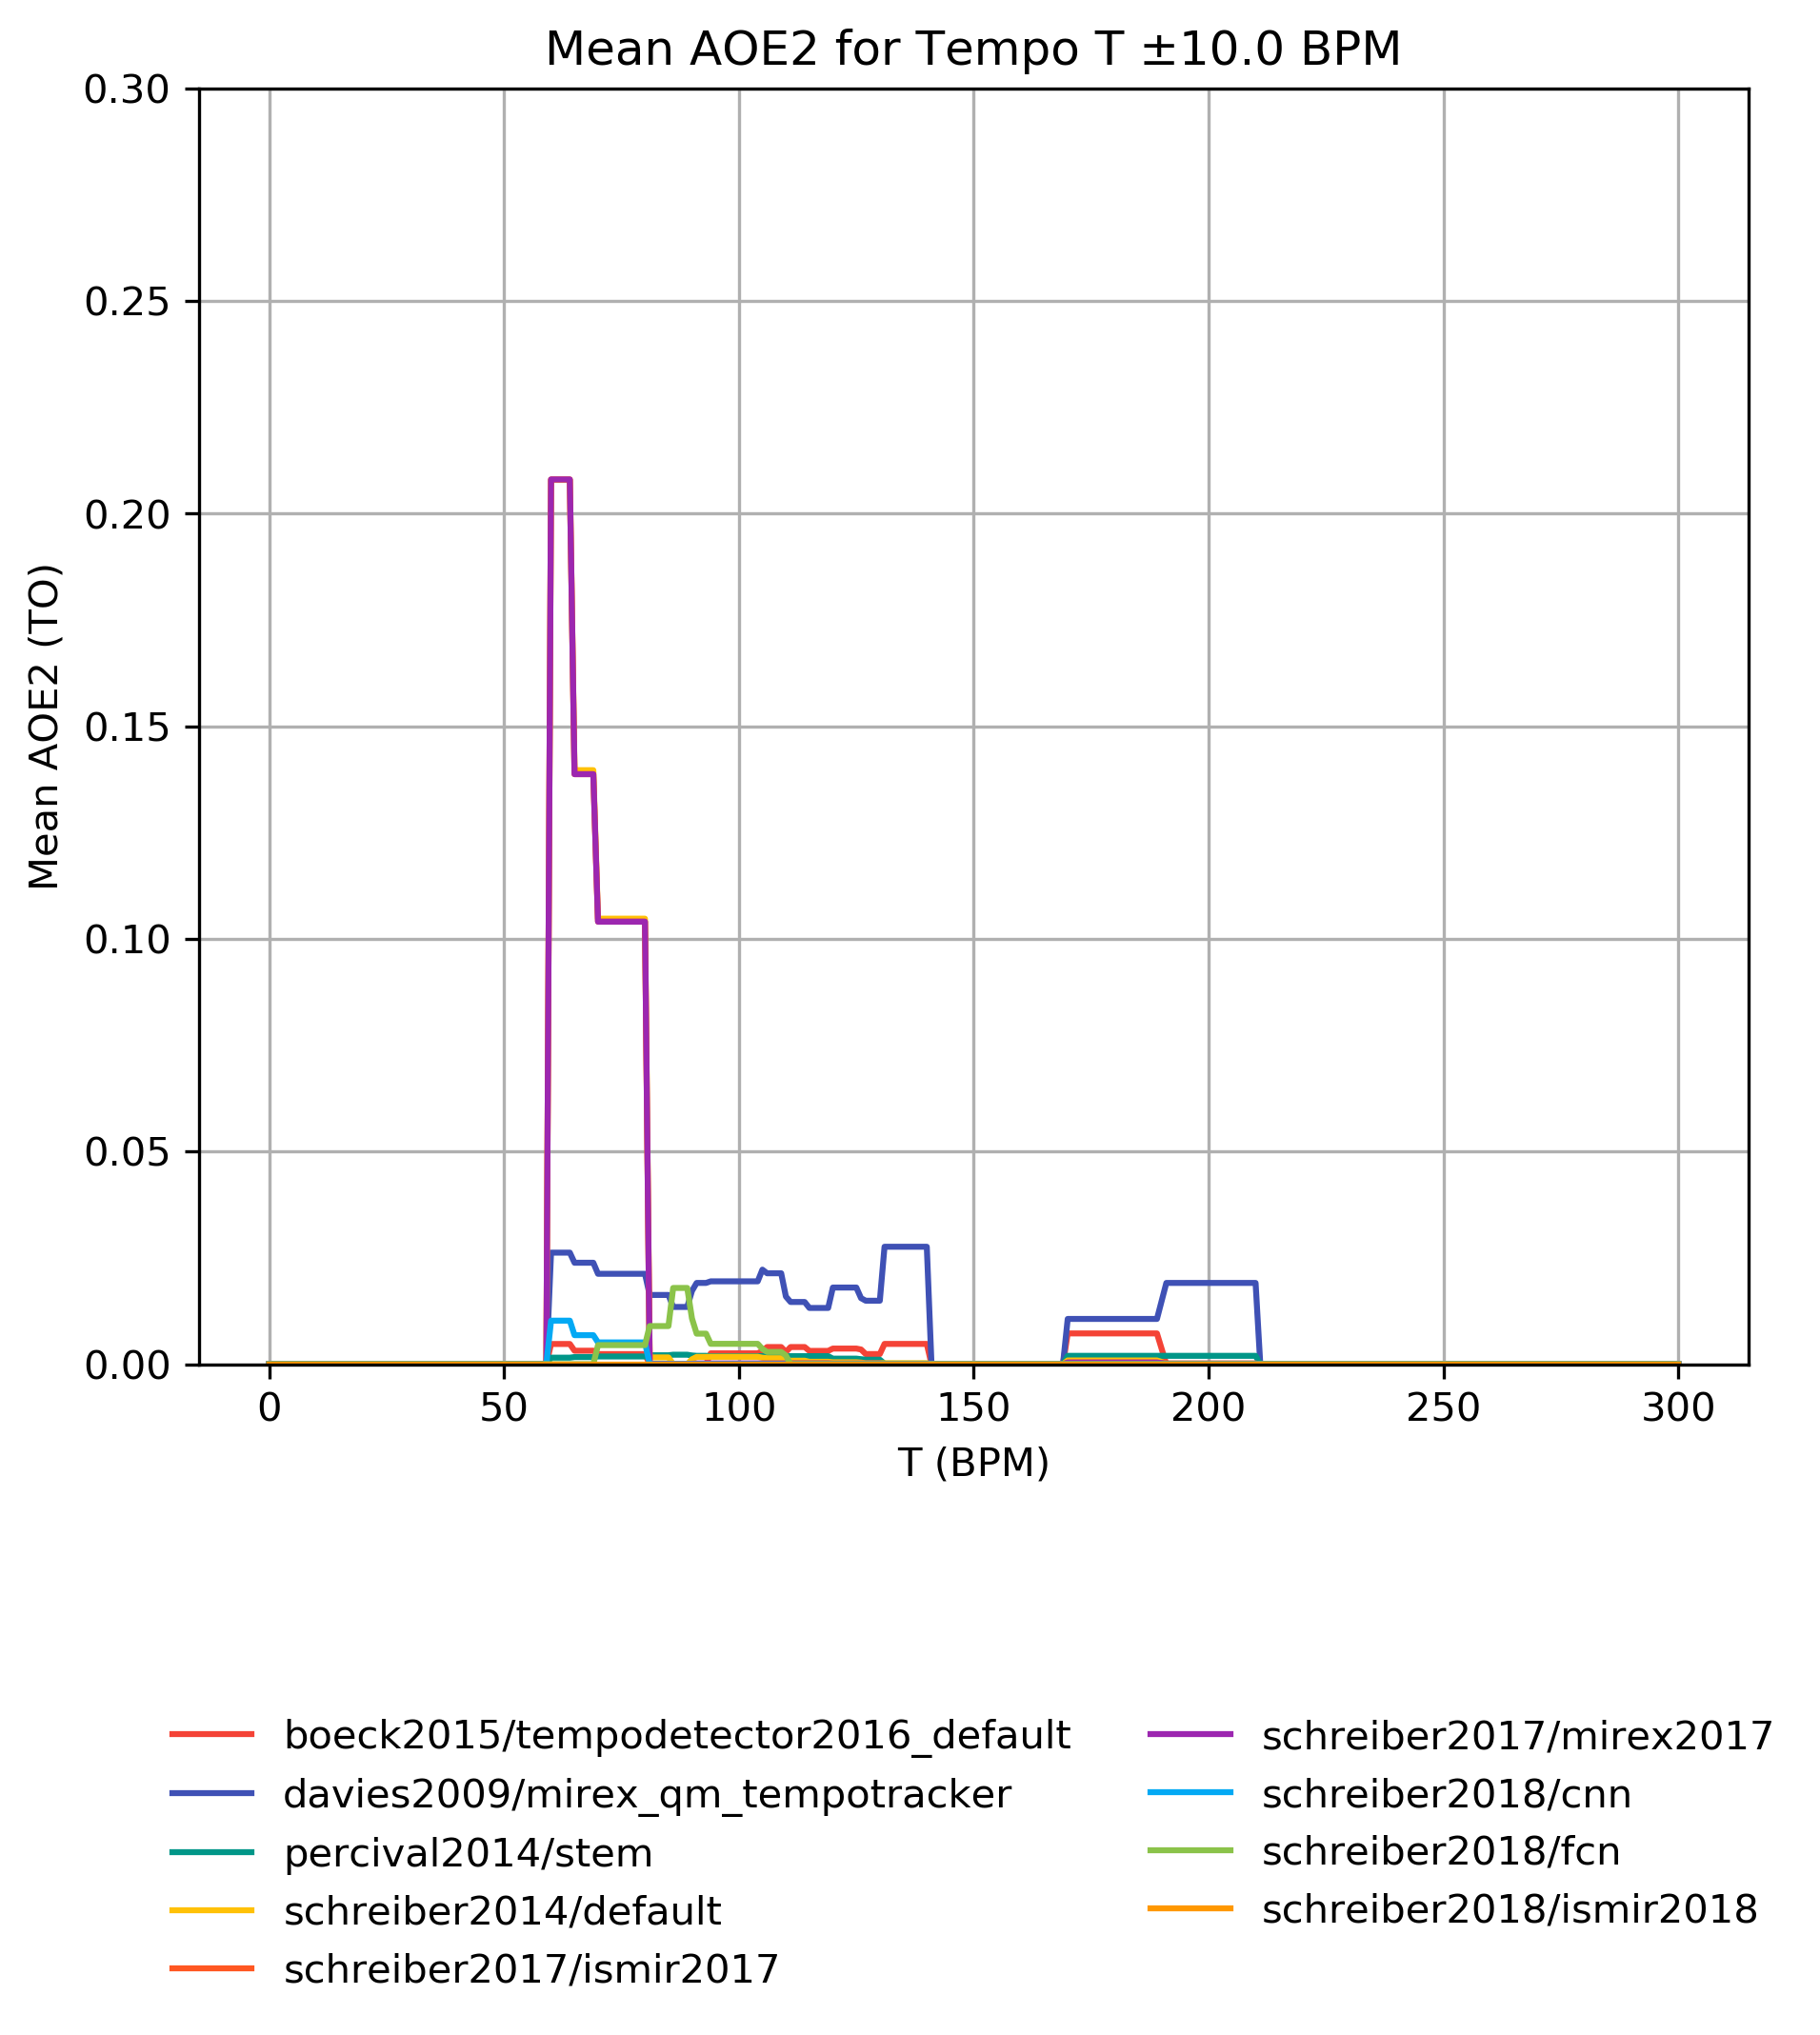 Mean AOE2 for Tempo T ±10.0 BPM
0.30
0.25
0.20
0.15
0.10
0.05
0.00
Mean AOE2 (TO)
0 50 100 150 200 250 300
T (BPM)
boeck2015/tempodetector2016_default
davies2009/mirex_qm_tempotracker
percival2014/stem
schreiber2014/default
schreiber2017/ismir2017
schreiber2017/mirex2017
schreiber2018/cnn
schreiber2018/fcn
schreiber2018/ismir2018